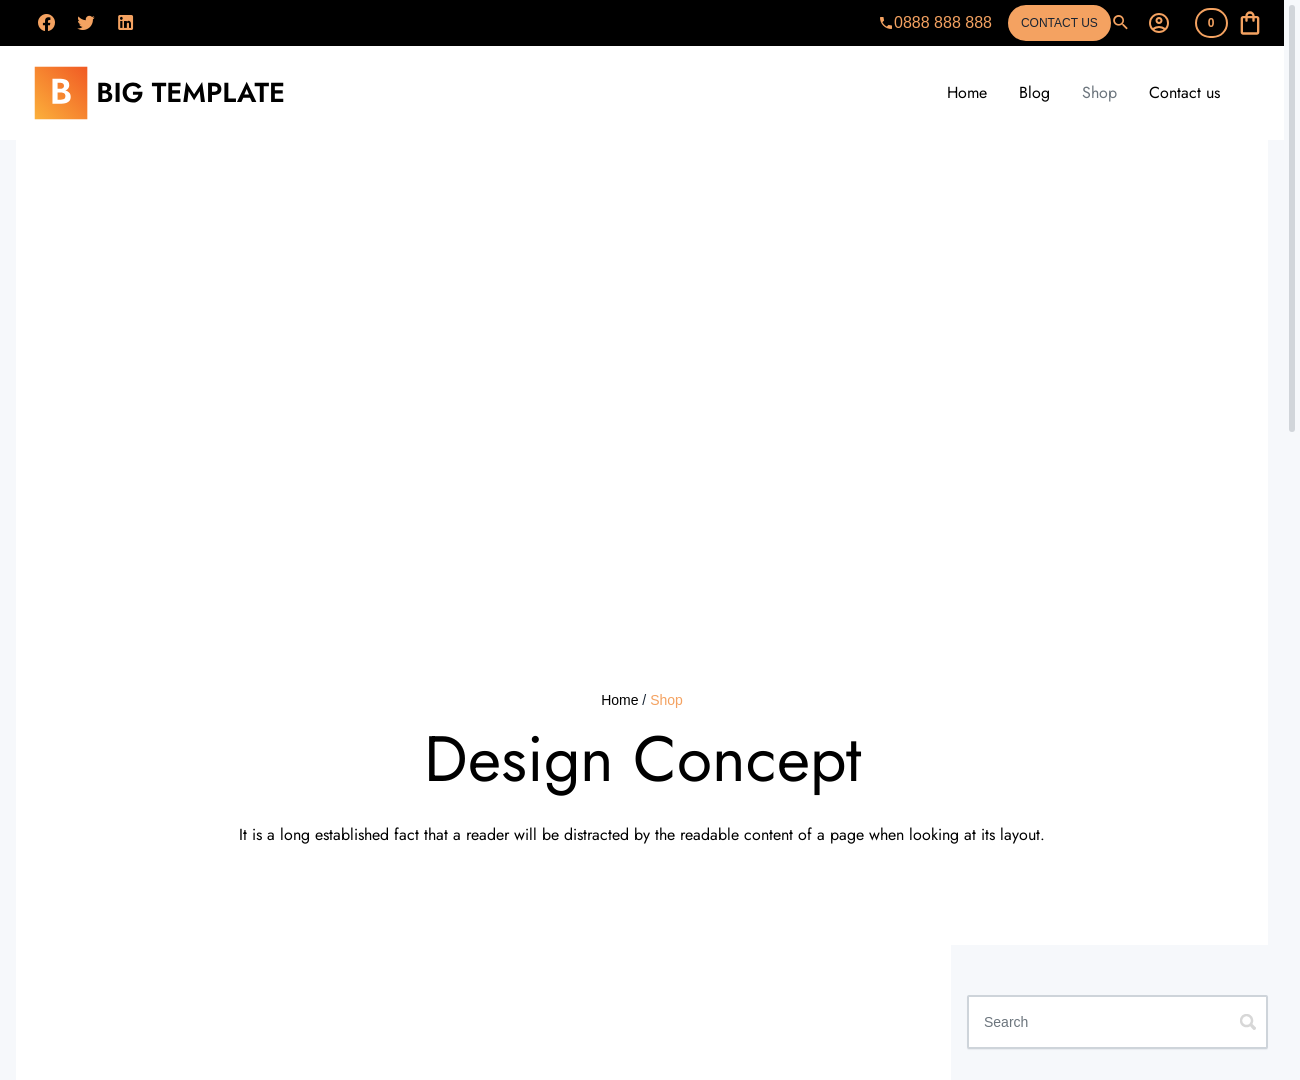 0888 888 888
CONTACT US
0
B BIG TEMPLATE
Home Blog Shop Contact us
Home / Shop
Design Concept
It is a long established fact that a reader will be distracted by the readable content of a page when looking at its layout.
Search